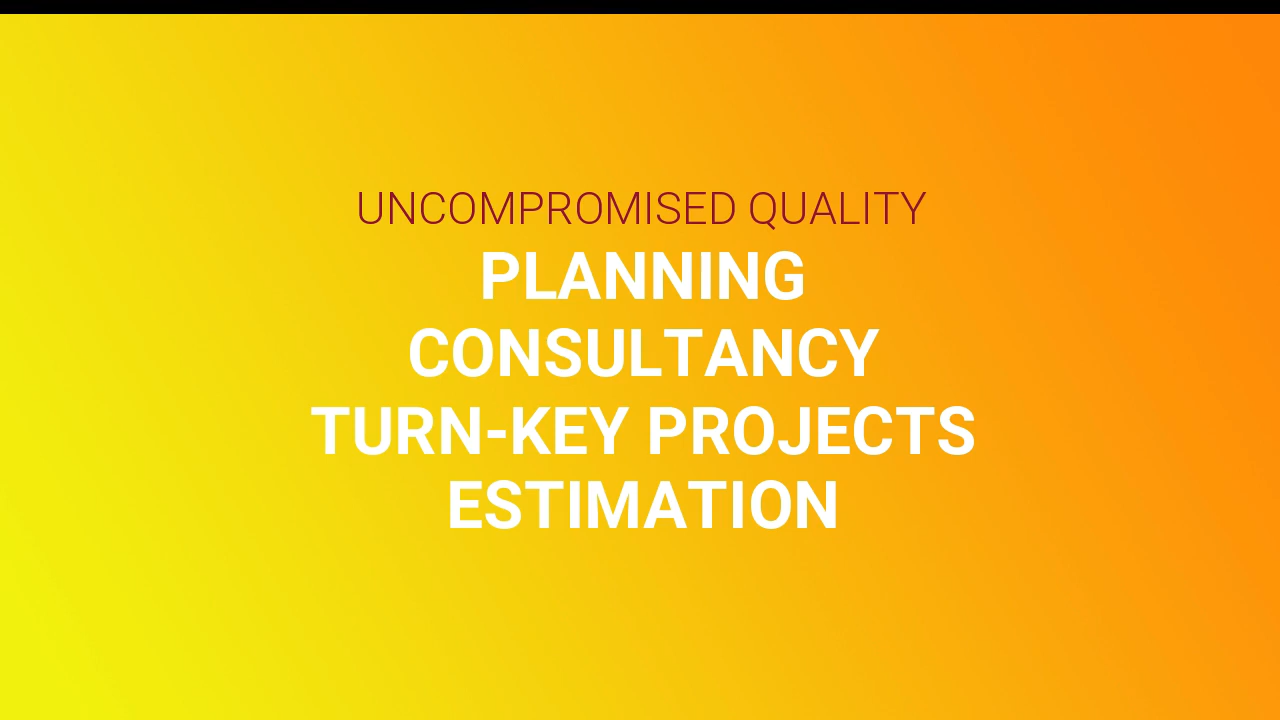 UNCOMPROMISED QUALITY
PLANNING
CONSULTANCY
TURN-KEY PROJECTS
ESTIMATION